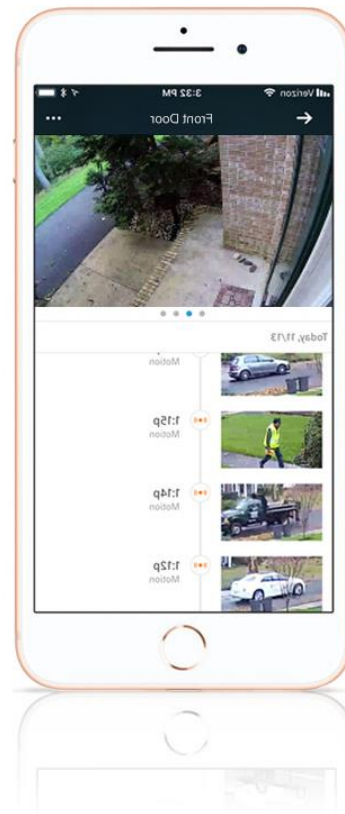 Verizon 3:32 PM
Front Door
Today, 11/13
Motion
1:15p
Motion
1:14p
Motion
1:12p
Motion